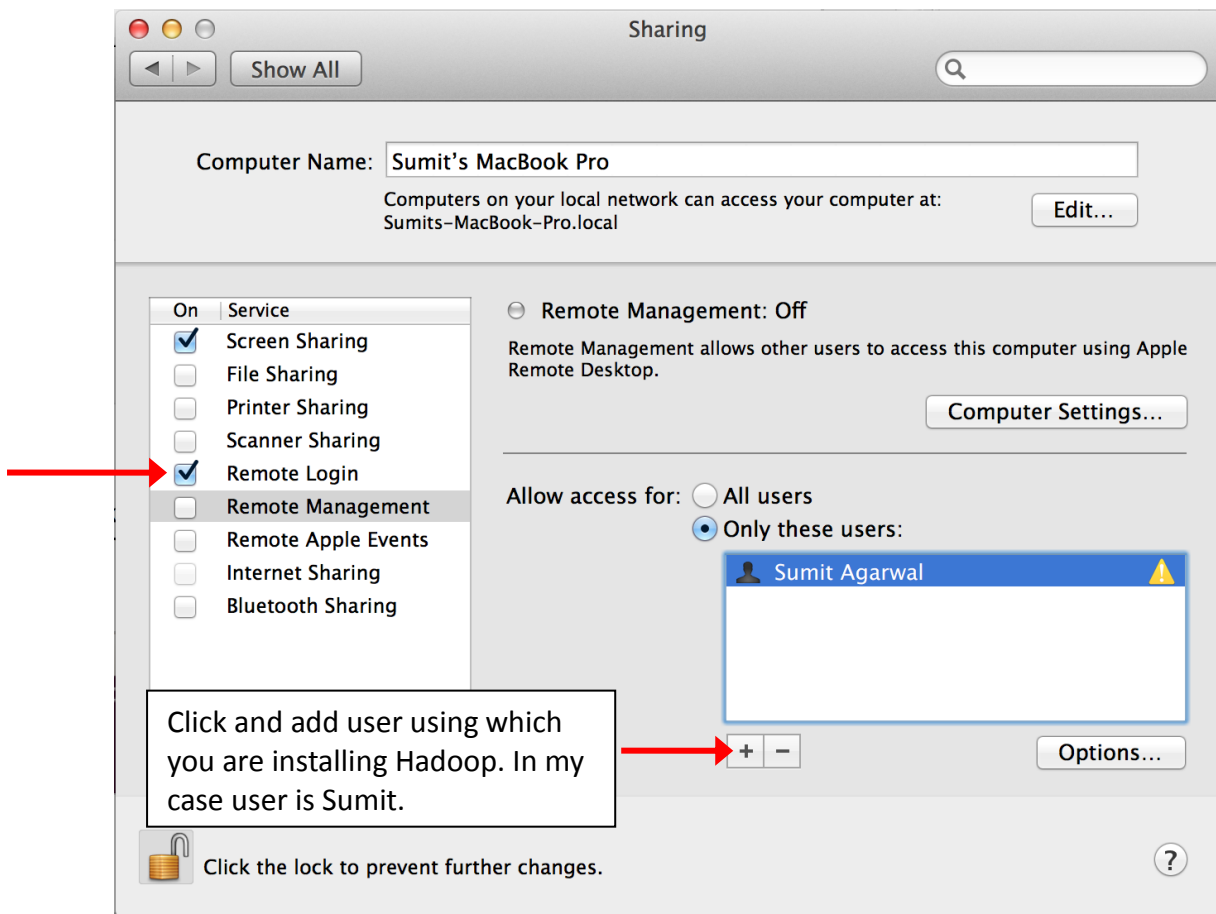 Sharing
Show All
Computer Name: Sumit's MacBook Pro
Computers on your local network can access your computer at:
Sumits-MacBook-Pro.local
Edit...
On Service
Screen Sharing
File Sharing
Printer Sharing
Scanner Sharing
Remote Login
Remote Management
Remote Apple Events
Internet Sharing
Bluetooth Sharing
Remote Management: Off
Remote Management allows other users to access this computer using Apple
Remote Desktop.
Computer Settings...
Allow access for: All users
Only these users:
Sumit Agarwal
+ −
Options...
Click and add user using which
you are installing Hadoop. In my
case user is Sumit.
Click the lock to prevent further changes.
?